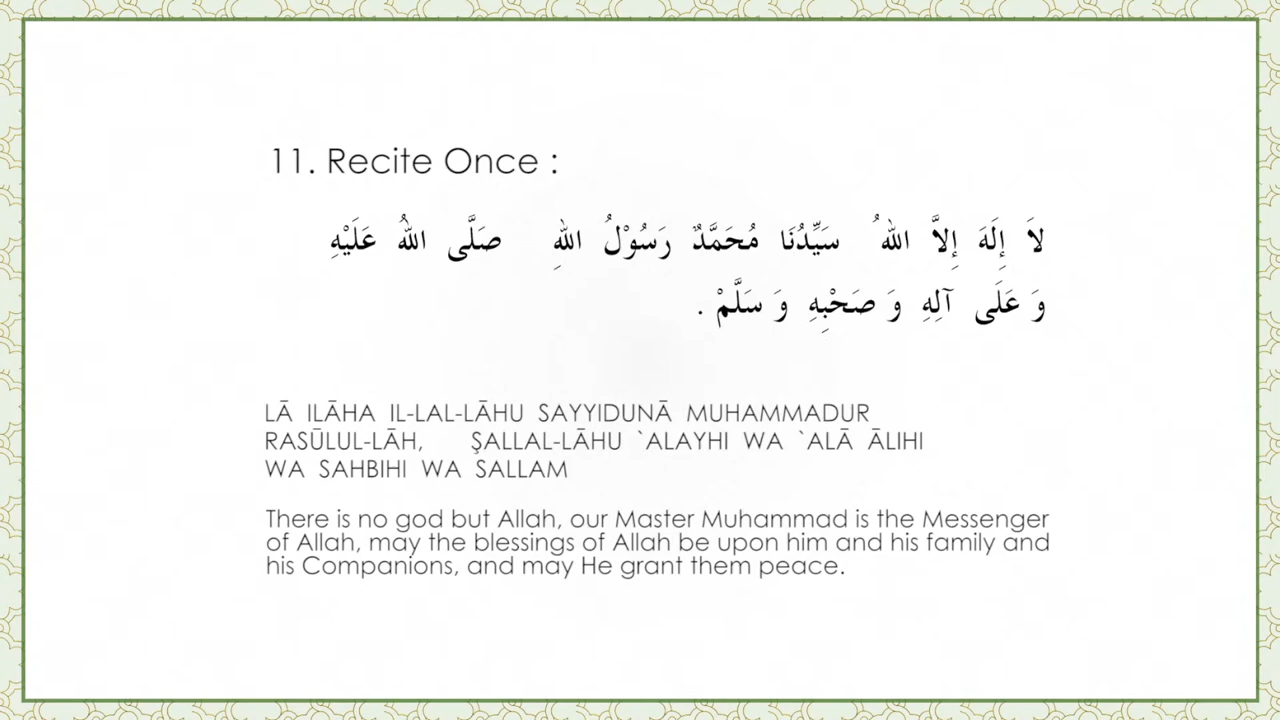 11. Recite Once :
لاَ إِلَهَ إِلاَّ اللهُ سَيِّدُنَا مُحَمَّدٌ رَسُوْلُ اللهِ صَلَّى اللهُ عَلَيْهِ
وَ عَلَى آلِهِ وَ صَحْبِهِ وَ سَلَّمْ .
LĀ ILĀHA IL-LAL-LĀHU SAYYIDUNĀ MUHAMMADUR
RASŪLUL-LĀH, ŞALLAL-LĀHU `ALAYHI WA `ALĀ ĀLIHI
WA SAHBIHI WA SALLAM
There is no god but Allah, our Master Muhammad is the Messenger
of Allah, may the blessings of Allah be upon him and his family and
his Companions, and may He grant them peace.